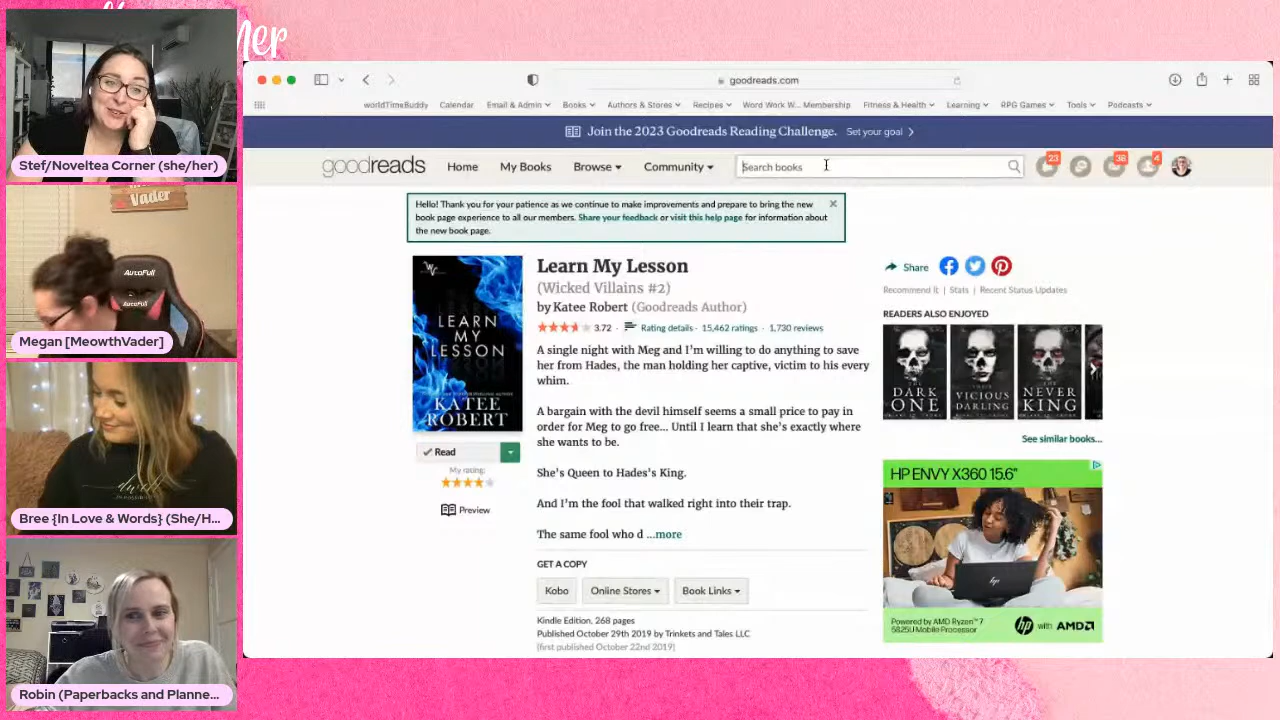 Stef/Noveltea Corner (she/her)
Vader
AutoFull
AutoFull
Megan [MeowthVader]
Bree {In Love & Words} (She/H...
Robin (Paperbacks and Planne...
goodreads.com
worldTimeBuddy Calendar Email & Admin Books Authors & Stores Recipes Word Work W... Membership Fitness & Health Learning RPG Games Tools Podcasts
Join the 2023 Goodreads Reading Challenge. Set your goal
goodreads Home My Books Browse Community Search books 23 38 4
Hello! Thank you for your patience as we continue to make improvements and prepare to bring the new
book page experience to all our members. Share your feedback or visit this help page for information about
the new book page.
LEARN
MY
LESSON
KATEE
ROBERT
Read
My rating:
Preview
Learn My Lesson
(Wicked Villains #2)
by Katee Robert (Goodreads Author)
3.72 · Rating details · 15,462 ratings · 1,730 reviews
A single night with Meg and I'm willing to do anything to save
her from Hades, the man holding her captive, victim to his every
whim.
A bargain with the devil himself seems a small price to pay in
order for Meg to go free... Until I learn that she's exactly where
she wants to be.
She's Queen to Hades's King.
And I'm the fool that walked right into their trap.
The same fool who d ...more
GET A COPY
Kobo Online Stores Book Links
Kindle Edition, 268 pages
Published October 29th 2019 by Trinkets and Tales LLC
(first published October 22nd 2019)
Share
Recommend It | Stats | Recent Status Updates
READERS ALSO ENJOYED
THE
DARK
ONE
VICIOUS
DARLING
THE
NEVER
KING
See similar books...
HP ENVY X360 15.6"
Powered by AMD Ryzen™ 7
5825U Mobile Processor
hp with AMD